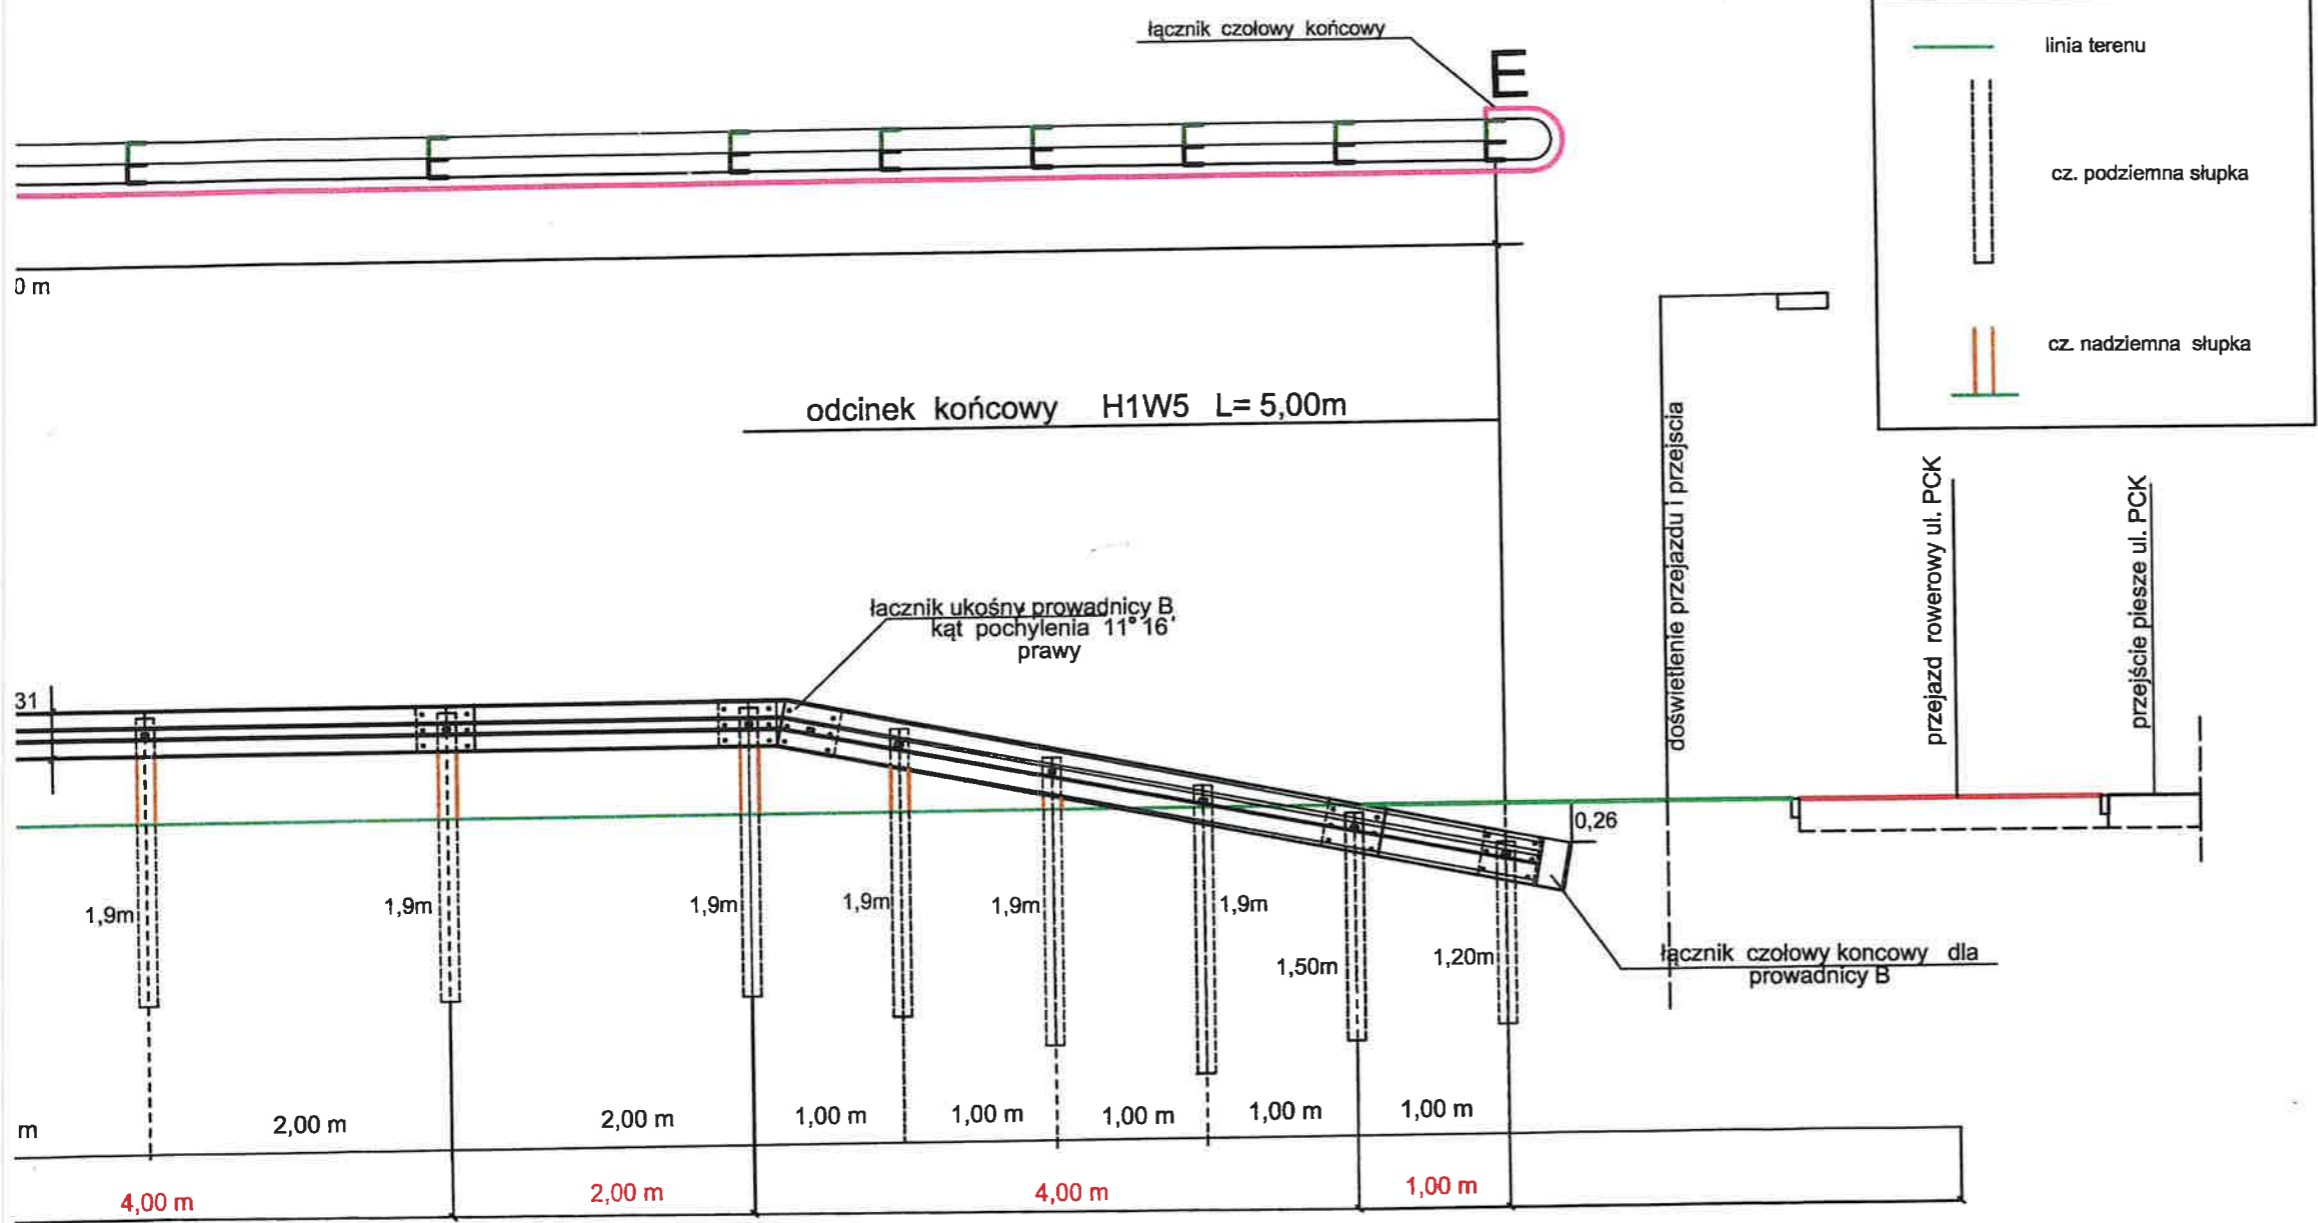 łącznik czołowy końcowy
E
linia terenu
cz. podziemna słupka
cz. nadziemna słupka
0 m
odcinek końcowy H1W5 L= 5,00m
doswietlenie przejazdu i przejscia
przejazd rowerowy ul. PCK
przejście piesze ul. PCK
łacznik ukośny prowadnicy B
kąt pochylenia 11° 16'
prawy
31
0,26
1,9m
1,9m
1,9m
1,9m
1,9m
1,9m
1,50m
1,20m
łącznik czołowy koncowy dla
prowadnicy B
m
2,00 m
2,00 m
1,00 m
1,00 m
1,00 m
1,00 m
1,00 m
4,00 m
2,00 m
4,00 m
1,00 m